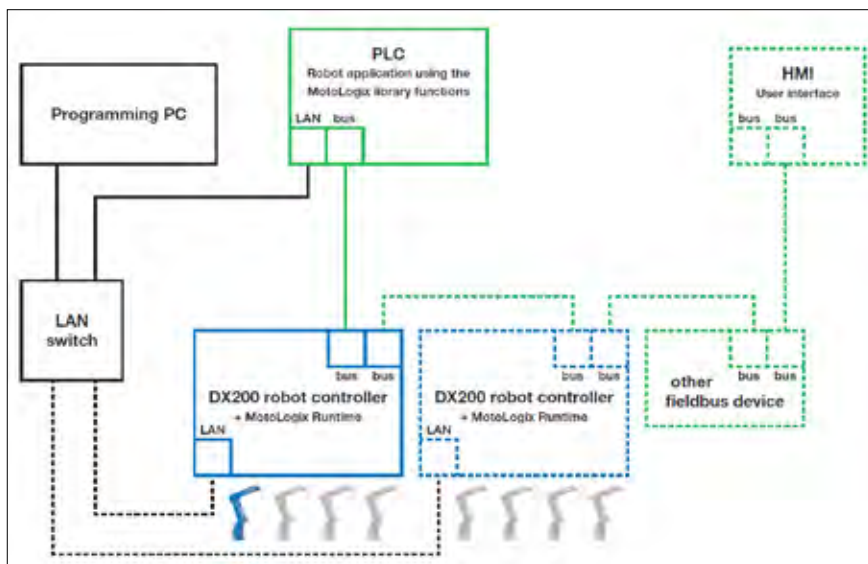 PLC
Robot application using the
MotoLogix library functions
LAN bus
Programming PC
HMI
User interface
bus bus
LAN
switch
bus bus
DX200 robot controller
+ MotoLogix Runtime
LAN
bus bus
DX200 robot controller
+ MotoLogix Runtime
LAN
bus bus
other
fieldbus device